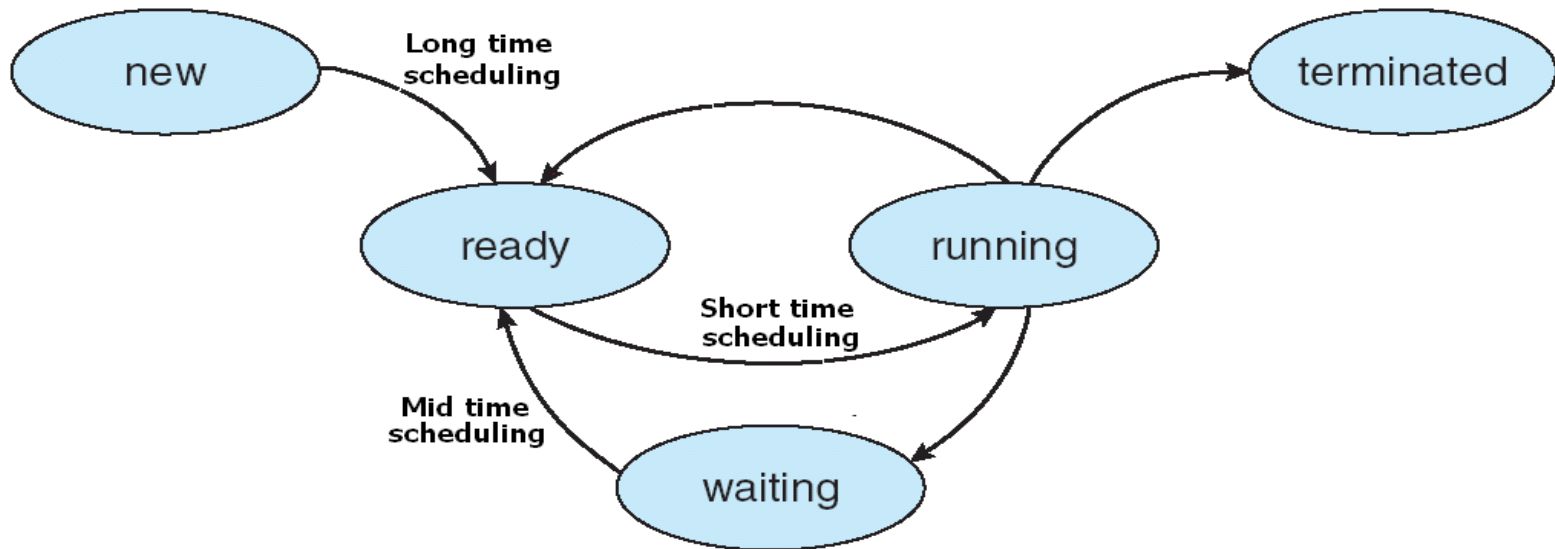 new
Long time
scheduling
terminated
ready
running
Short time
scheduling
Mid time
scheduling
waiting